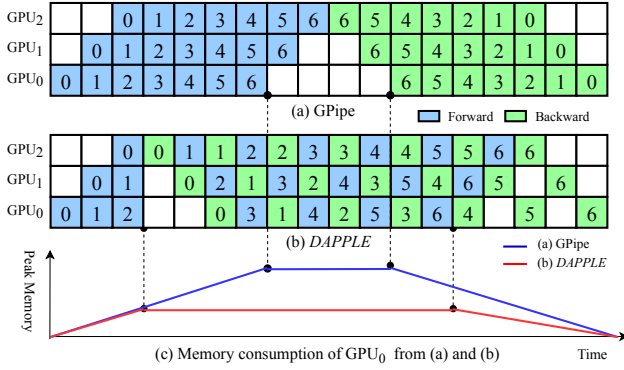 GPU2 0 1 2 3 4 5 6 6 5 4 3 2 1 0
GPU1 0 1 2 3 4 5 6 6 5 4 3 2 1 0
GPU0 0 1 2 3 4 5 6 6 5 4 3 2 1 0
(a) GPipe
Forward Backward
GPU2 0 0 1 1 2 2 3 3 4 4 5 5 6 6
GPU1 0 1 0 2 1 3 2 4 3 5 4 6 5 6
GPU0 0 1 2 0 3 1 4 2 5 3 6 4 5 6
(b) DAPPLE
(a) GPipe
(b) DAPPLE
Peak Memory
(c) Memory consumption of GPU0 from (a) and (b)
Time